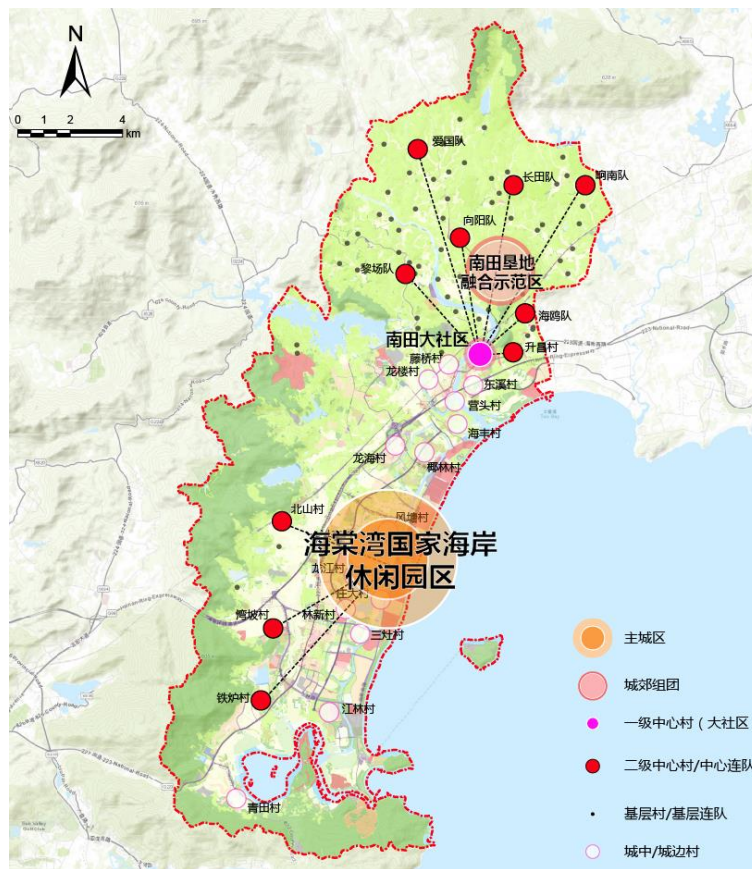 N
0 1 2 4
km
爱国队
长田队
响南队
向阳队
南田垦地
融合示范区
黎场队
海鸥队
南田大社区
升昌村
藤桥村
龙楼村
东溪村
营头村
海丰村
龙海村
椰林村
北山村
风塘村
海棠湾国家海岸
休闲园区
江村
庄大村
湾坡村
林新村
三灶村
铁炉村
江林村
青田村
主城区
城郊组团
一级中心村（大社区
二级中心村/中心连队
基层村/基层连队
城中/城边村